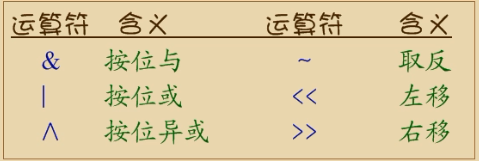 运算符 含义 运算符 含义
& 按位与 ~ 取反
| 按位或 << 左移
∧ 按位异或 >> 右移